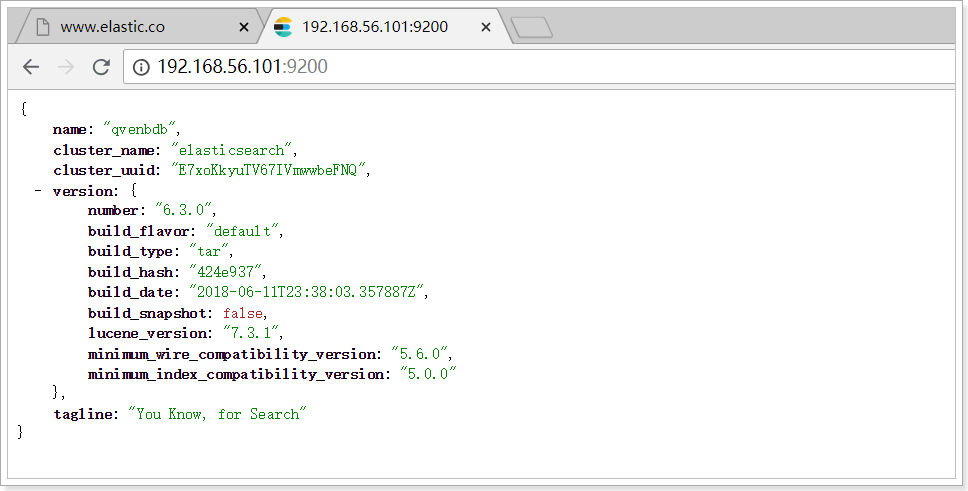 www.elastic.co
192.168.56.101:9200
192.168.56.101:9200
{
name: "qvenbdb",
cluster_name: "elasticsearch",
cluster_uuid: "E7xoKkyuTV67IVmwwbeFNQ",
- version: {
number: "6.3.0",
build_flavor: "default",
build_type: "tar",
build_hash: "424e937",
build_date: "2018-06-11T23:38:03.357887Z",
build_snapshot: false,
lucene_version: "7.3.1",
minimum_wire_compatibility_version: "5.6.0",
minimum_index_compatibility_version: "5.0.0"
},
tagline: "You Know, for Search"
}